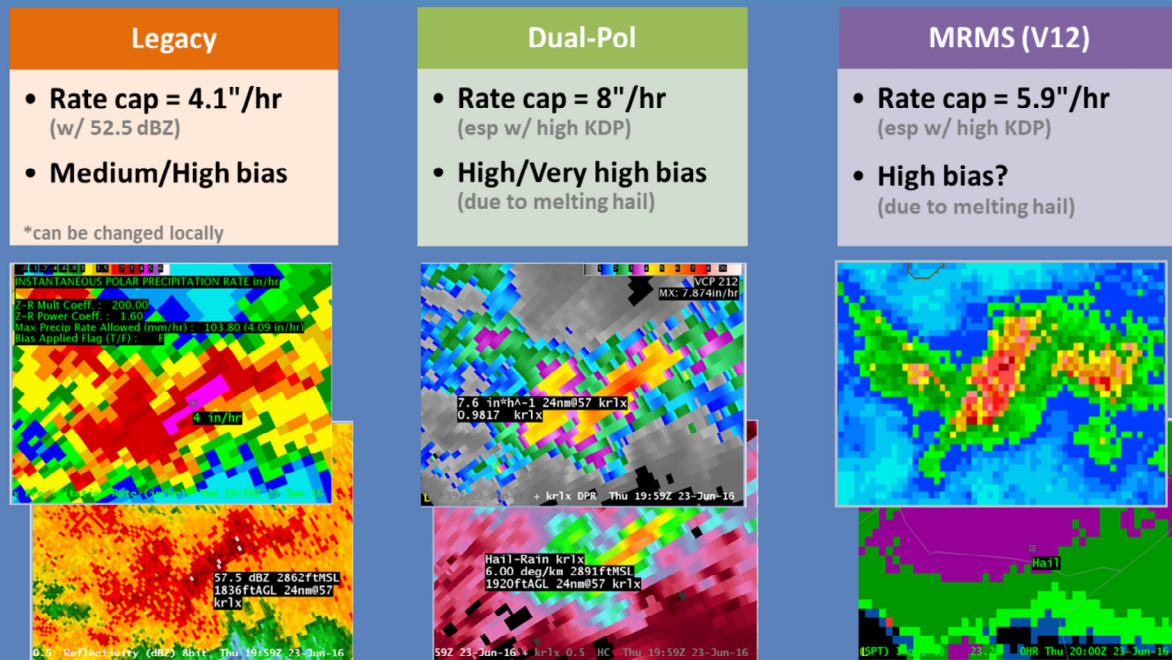 Legacy
• Rate cap = 4.1"/hr
(w/ 52.5 dBZ)
• Medium/High bias
*can be changed locally
INSTANTANEOUS POLAR PRECIPITATION RATE in/hr
Z-R Mult Coeff. : 200.00
Z-R Power Coeff. : 1.60
Max Precip Rate Allowed (mm/hr) : 103.80 (4.09 in/hr)
Bias Applied Flag (T/F) : F
4 in/hr
Thu 19:59Z 23-Jun-16
57.5 dBZ 2862ftMSL
1836ftAGL 24nm@57
krlx
0.5 Reflectivity (dBZ) 8bit Thu 19:59Z 23-Jun-16
Dual-Pol
• Rate cap = 8"/hr
(esp w/ high KDP)
• High/Very high bias
(due to melting hail)
VCP 212
MX: 7.874in/hr
7.6 in*h^-1 24nm@57 krlx
0.9817 krlx
+ krlx DPR Thu 19:59Z 23-Jun-16
Hail-Rain krlx
6.00 deg/km 2891ftMSL
1920ftAGL 24nm@57 krlx
59Z 23-Jun-16 + krlx 0.5 HC Thu 19:59Z 23-Jun-16
MRMS (V12)
• Rate cap = 5.9"/hr
(esp w/ high KDP)
• High bias?
(due to melting hail)
Hail
0HR Thu 20:00Z 23-Jun-16